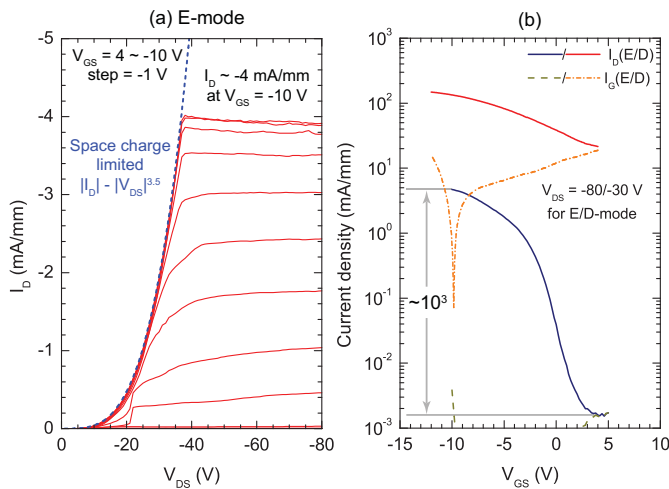 (a) E-mode
V_GS = 4 ~ -10 V
step = -1 V
I_D ~ -4 mA/mm
at V_GS = -10 V
Space charge
limited
|I_D| - |V_DS|^3.5
I_D (mA/mm)
-5
-4
-3
-2
-1
0
0 -20 -40 -60 -80
V_DS (V)
(b)
I_D(E/D)
I_G(E/D)
V_DS = -80/-30 V
for E/D-mode
~10^3
Current density (mA/mm)
10^3
10^2
10^1
10^0
10^-1
10^-2
10^-3
-15 -10 -5 0 5 10
V_GS (V)